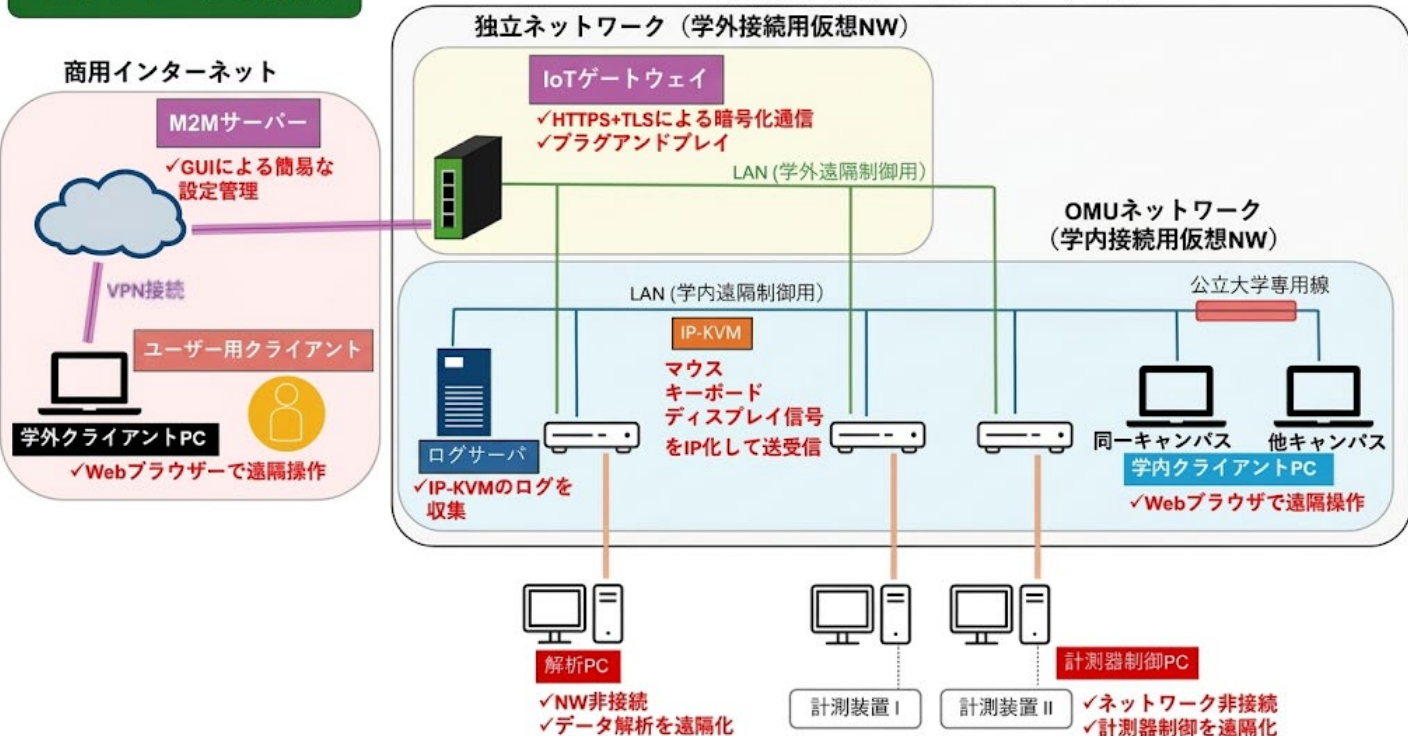 独立ネットワーク（学外接続用仮想NW）
商用インターネット
IoTゲートウェイ
M2Mサーバー
✓HTTPS+TLSによる暗号化通信
✓プラグアンドプレイ
✓GUIによる簡易な
設定管理
LAN (学外遠隔制御用)
OMUネットワーク
（学内接続用仮想NW）
VPN接続
LAN (学内遠隔制御用)
公立大学専用線
IP-KVM
ユーザー用クライアント
マウス
キーボード
ディスプレイ信号
をIP化して送受信
学外クライアントPC
✓Webブラウザーで遠隔操作
ログサーバ
✓IP-KVMのログを
収集
同一キャンパス
他キャンパス
学内クライアントPC
✓Webブラウザで遠隔操作
解析PC
✓NW非接続
✓データ解析を遠隔化
計測装置 I
計測装置 II
計測器制御PC
✓ネットワーク非接続
✓計測器制御を遠隔化